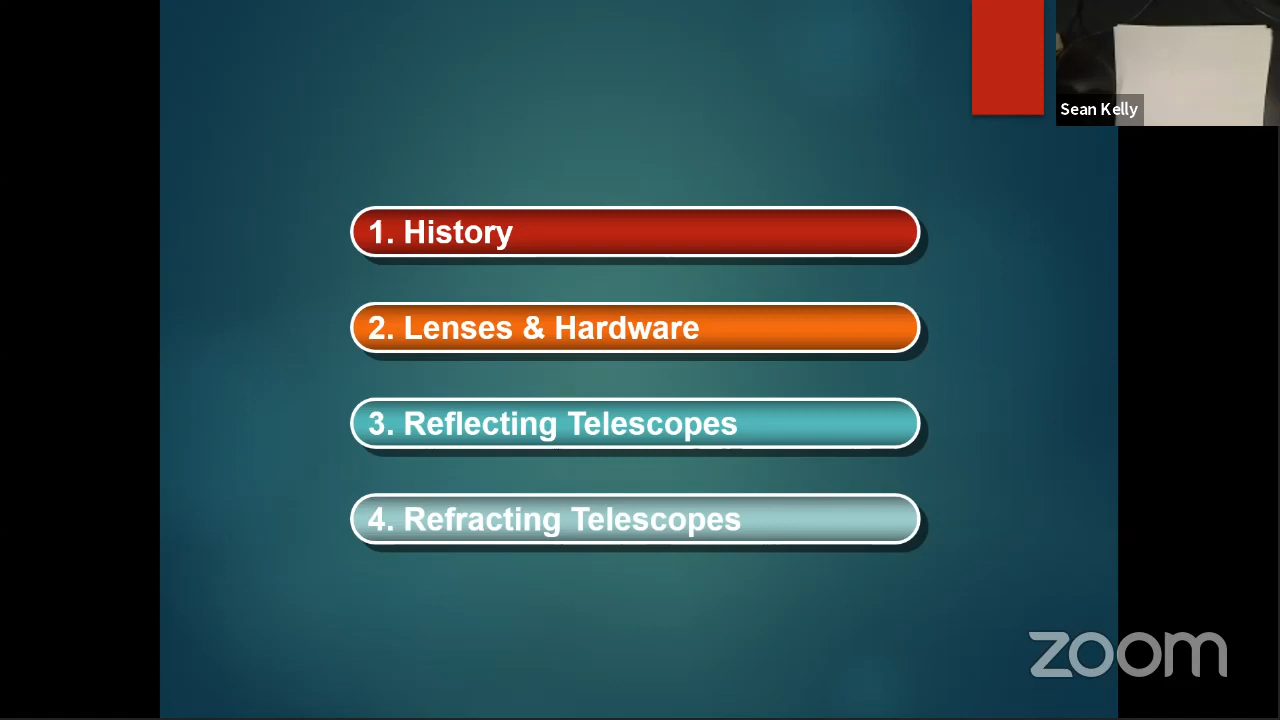 Sean Kelly
1. History
2. Lenses & Hardware
3. Reflecting Telescopes
4. Refracting Telescopes
zoom